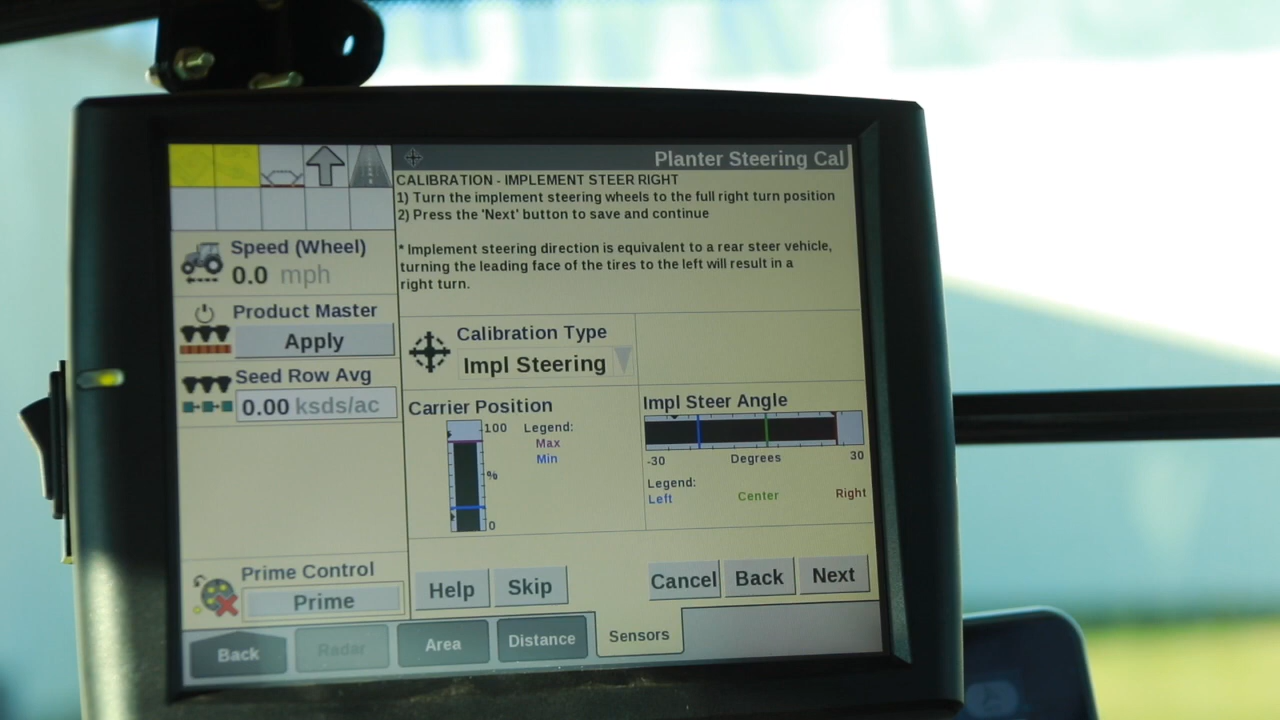 Planter Steering Cal
CALIBRATION - IMPLEMENT STEER RIGHT
1) Turn the implement steering wheels to the full right turn position
2) Press the 'Next' button to save and continue
* Implement steering direction is equivalent to a rear steer vehicle,
turning the leading face of the tires to the left will result in a
right turn.
Speed (Wheel)
0.0 mph
Product Master
Apply
Seed Row Avg
0.00 ksds/ac
Calibration Type
Impl Steering
Carrier Position
100
%
0
Legend:
Max
Min
Impl Steer Angle
-30 Degrees 30
Legend:
Left Center Right
Prime Control
Prime
Help Skip Cancel Back Next
Back Radar Area Distance Sensors